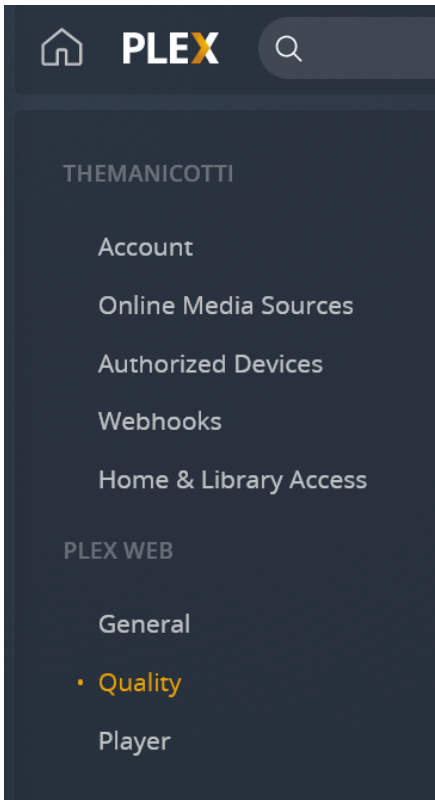 PLEX
THEMANICOTTI
Account
Online Media Sources
Authorized Devices
Webhooks
Home & Library Access
PLEX WEB
General
• Quality
Player